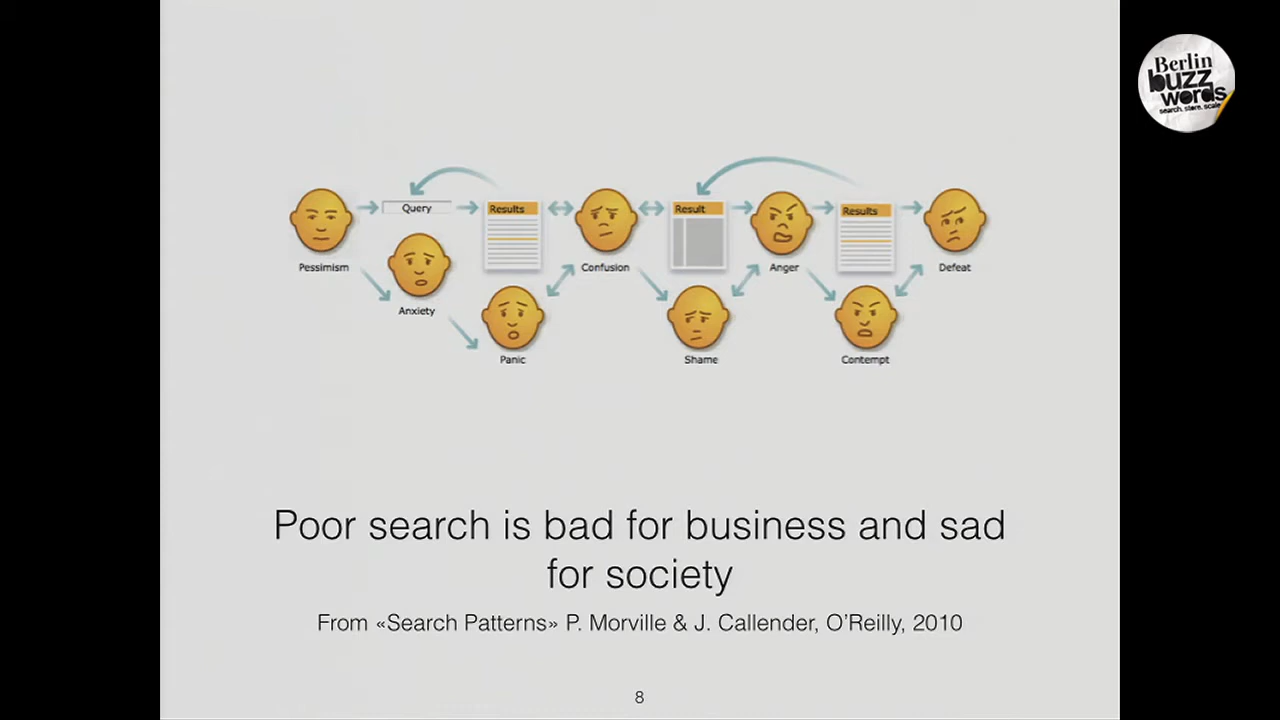 Berlin
buzz
words
search. store. scale
Query
Results
Result
Results
Pessimism
Confusion
Anger
Defeat
Anxiety
Panic
Shame
Contempt
Poor search is bad for business and sad
for society
From «Search Patterns» P. Morville & J. Callender, O’Reilly, 2010
8